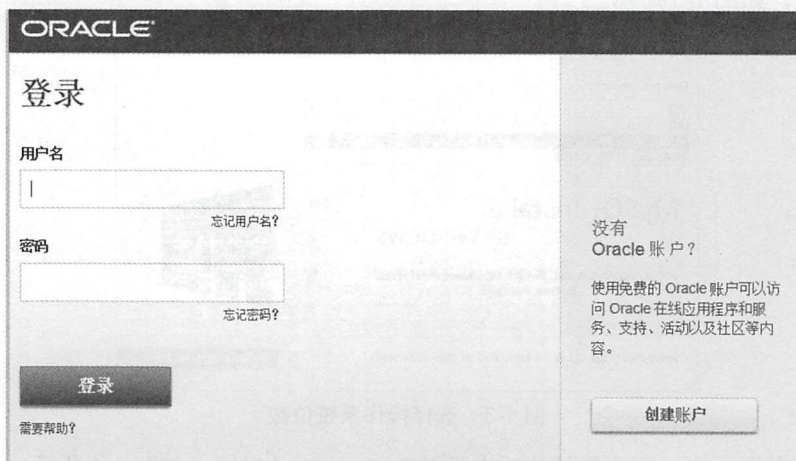 ORACLE
登录
用户名
忘记用户名?
密码
忘记密码?
登录
需要帮助?
没有
Oracle 账户?
使用免费的 Oracle 账户可以访
问 Oracle 在线应用程序和服
务、支持、活动以及社区等内
容。
创建账户